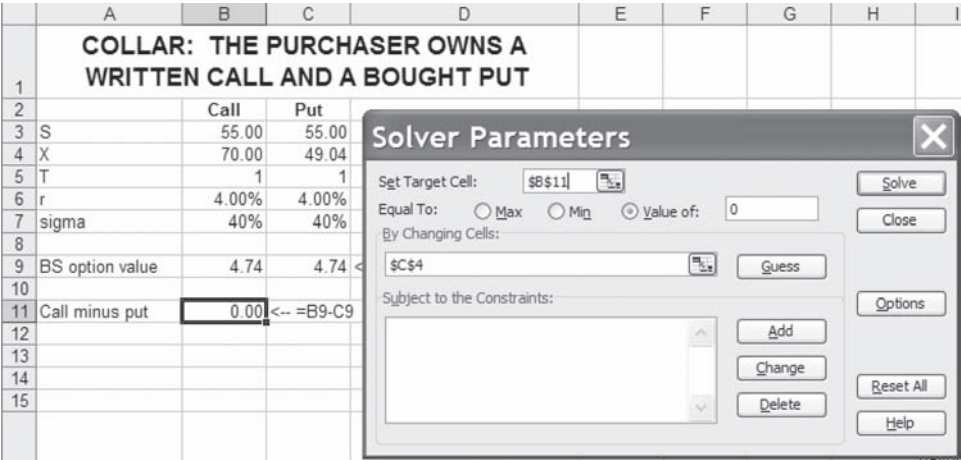 A B C D E F G H I
1 COLLAR: THE PURCHASER OWNS A
WRITTEN CALL AND A BOUGHT PUT
2 Call Put
3 S 55.00 55.00
4 X 70.00 49.04
5 T 1 1
6 r 4.00% 4.00%
7 sigma 40% 40%
8
9 BS option value 4.74 4.74 <
10
11 Call minus put 0.00 <-- =B9-C9
12
13
14
15
Solver Parameters
Set Target Cell: $B$11 Solve
Equal To: Max Min Value of: 0 Close
By Changing Cells:
$C$4 Guess
Subject to the Constraints: Options
Add
Change
Reset All
Delete
Help